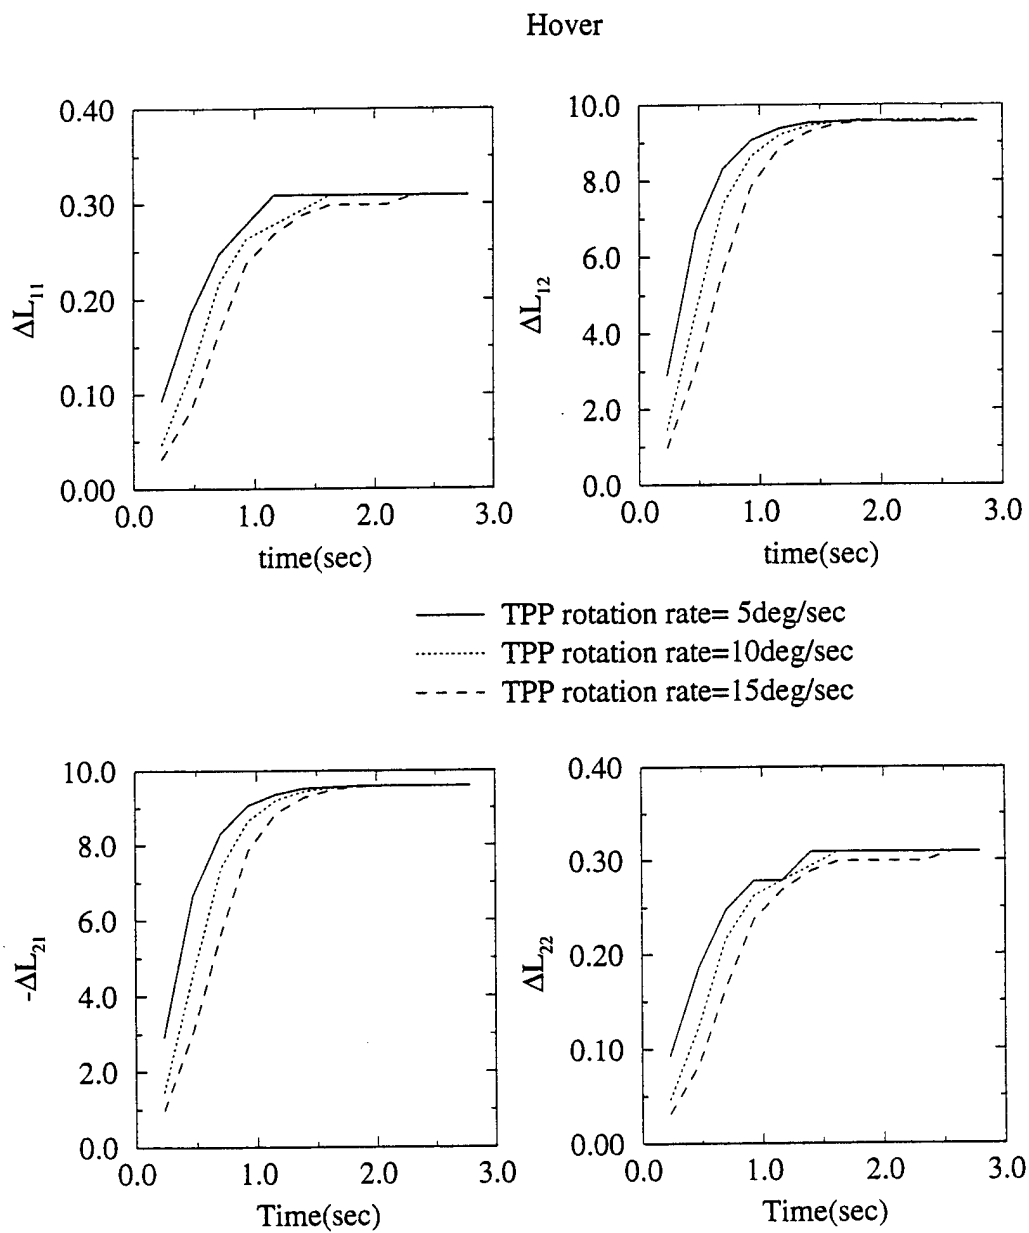 Hover
0.40
0.30
0.20
0.10
0.00
ΔL11
0.0 1.0 2.0 3.0
time(sec)
10.0
8.0
6.0
4.0
2.0
0.0
ΔL12
0.0 1.0 2.0 3.0
time(sec)
TPP rotation rate= 5deg/sec
TPP rotation rate=10deg/sec
TPP rotation rate=15deg/sec
10.0
8.0
6.0
4.0
2.0
0.0
-ΔL21
0.0 1.0 2.0 3.0
Time(sec)
0.40
0.30
0.20
0.10
0.00
ΔL22
0.0 1.0 2.0 3.0
Time(sec)